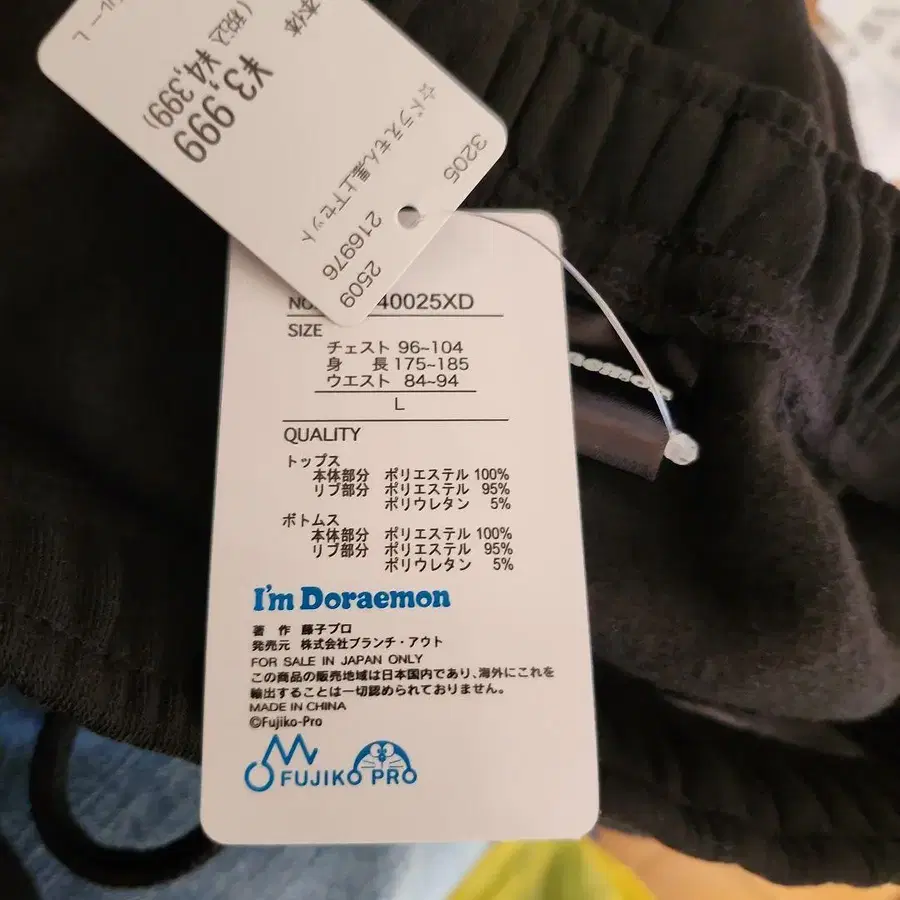 ルー L
本体
¥3,999
(税込 ¥4,399)
☆ドラえもん裏上下セット
3205
216976
2509
NO. 40025XD
SIZE
チェスト 96~104
身 長 175~185
ウエスト 84~94
L
QUALITY
トップス
本体部分 ポリエステル 100%
リブ部分 ポリエステル 95%
ポリウレタン 5%
ボトムス
本体部分 ポリエステル 100%
リブ部分 ポリエステル 95%
ポリウレタン 5%
I'm Doraemon
著 作 藤子プロ
発売元 株式会社ブランチ・アウト
FOR SALE IN JAPAN ONLY
この商品の販売地域は日本国内であり、海外にこれを
輸出することは一切認められておりません。
MADE IN CHINA
©Fujiko-Pro
FUJIKO PRO